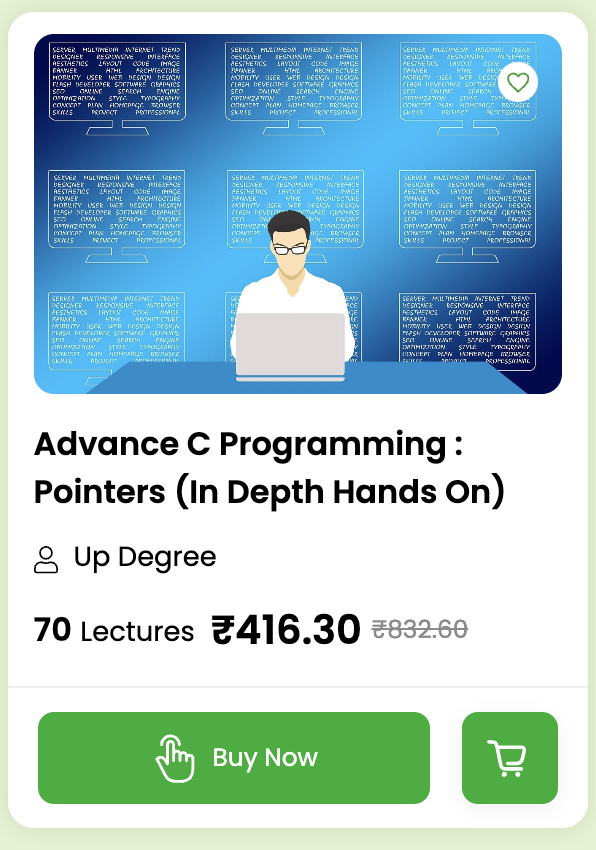 SERVER MULTIMEDIA INTERNET TREND
DESIGNER RESPONSIVE INTERFACE
AESTHETICS LAYOUT CODE IMAGE
BANNER HTML ARCHITECTURE
MOBILITY USER WEB DESIGN DESIGN
FLASH DEVELOPER SOFTWARE GRAPHICS
SEO ONLINE SEARCH ENGINE
OPTIMIZATION STYLE TYPOGRAPHY
CONCEPT PLAN HOMEPAGE BROWSER
SKILLS PROJECT PROFESSIONAL
Advance C Programming :
Pointers (In Depth Hands On)
Up Degree
70 Lectures ₹416.30 ₹832.60
Buy Now